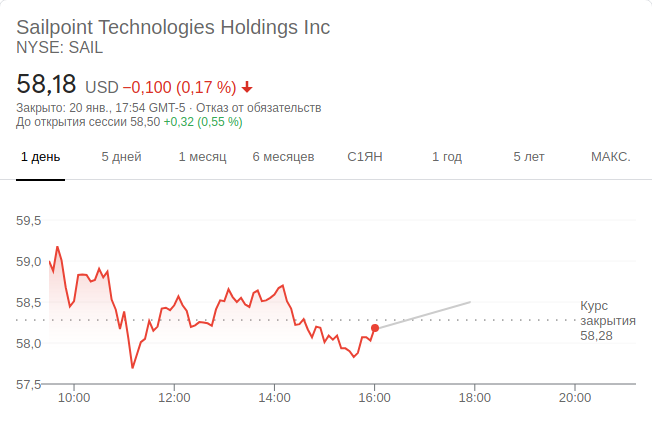 Sailpoint Technologies Holdings Inc
NYSE: SAIL
58,18 USD −0,100 (0,17 %)
Закрыто: 20 янв., 17:54 GMT-5 · Отказ от обязательств
До открытия сессии 58,50 +0,32 (0,55 %)
1 день 5 дней 1 месяц 6 месяцев С1ЯН 1 год 5 лет МАКС.
59,5
59,0
58,5
58,0
57,5
Курс
закрытия
58,28
10:00 12:00 14:00 16:00 18:00 20:00